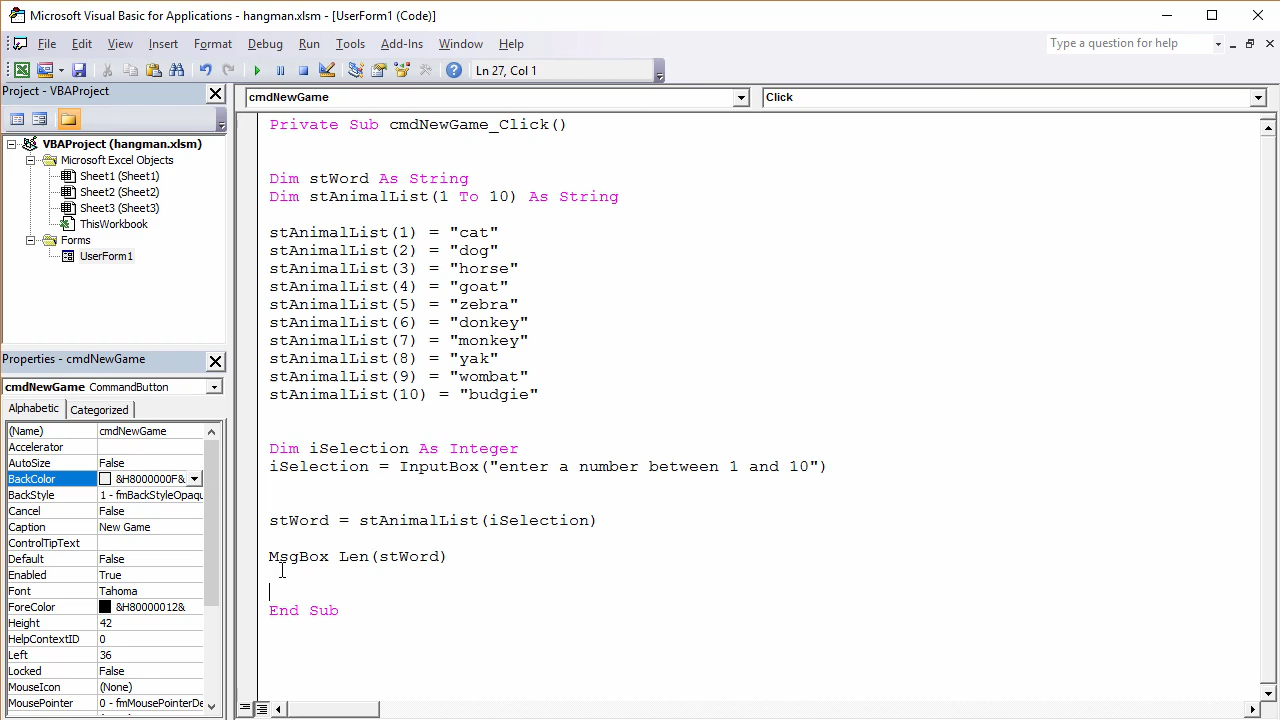 Microsoft Visual Basic for Applications - hangman.xlsm - [UserForm1 (Code)]
File Edit View Insert Format Debug Run Tools Add-Ins Window Help
Type a question for help
Ln 27, Col 1
Project - VBAProject
VBAProject (hangman.xlsm)
Microsoft Excel Objects
Sheet1 (Sheet1)
Sheet2 (Sheet2)
Sheet3 (Sheet3)
ThisWorkbook
Forms
UserForm1
Properties - cmdNewGame
cmdNewGame CommandButton
Alphabetic Categorized
(Name) cmdNewGame
Accelerator
AutoSize False
BackColor &H8000000F&
BackStyle 1 - fmBackStyleOpaqu
Cancel False
Caption New Game
ControlTipText
Default False
Enabled True
Font Tahoma
ForeColor &H80000012&
Height 42
HelpContextID 0
Left 36
Locked False
MouseIcon (None)
MousePointer 0 - fmMousePointerDe
cmdNewGame Click
Private Sub cmdNewGame_Click()
Dim stWord As String
Dim stAnimalList(1 To 10) As String
stAnimalList(1) = "cat"
stAnimalList(2) = "dog"
stAnimalList(3) = "horse"
stAnimalList(4) = "goat"
stAnimalList(5) = "zebra"
stAnimalList(6) = "donkey"
stAnimalList(7) = "monkey"
stAnimalList(8) = "yak"
stAnimalList(9) = "wombat"
stAnimalList(10) = "budgie"
Dim iSelection As Integer
iSelection = InputBox("enter a number between 1 and 10")
stWord = stAnimalList(iSelection)
MsgBox Len(stWord)
End Sub